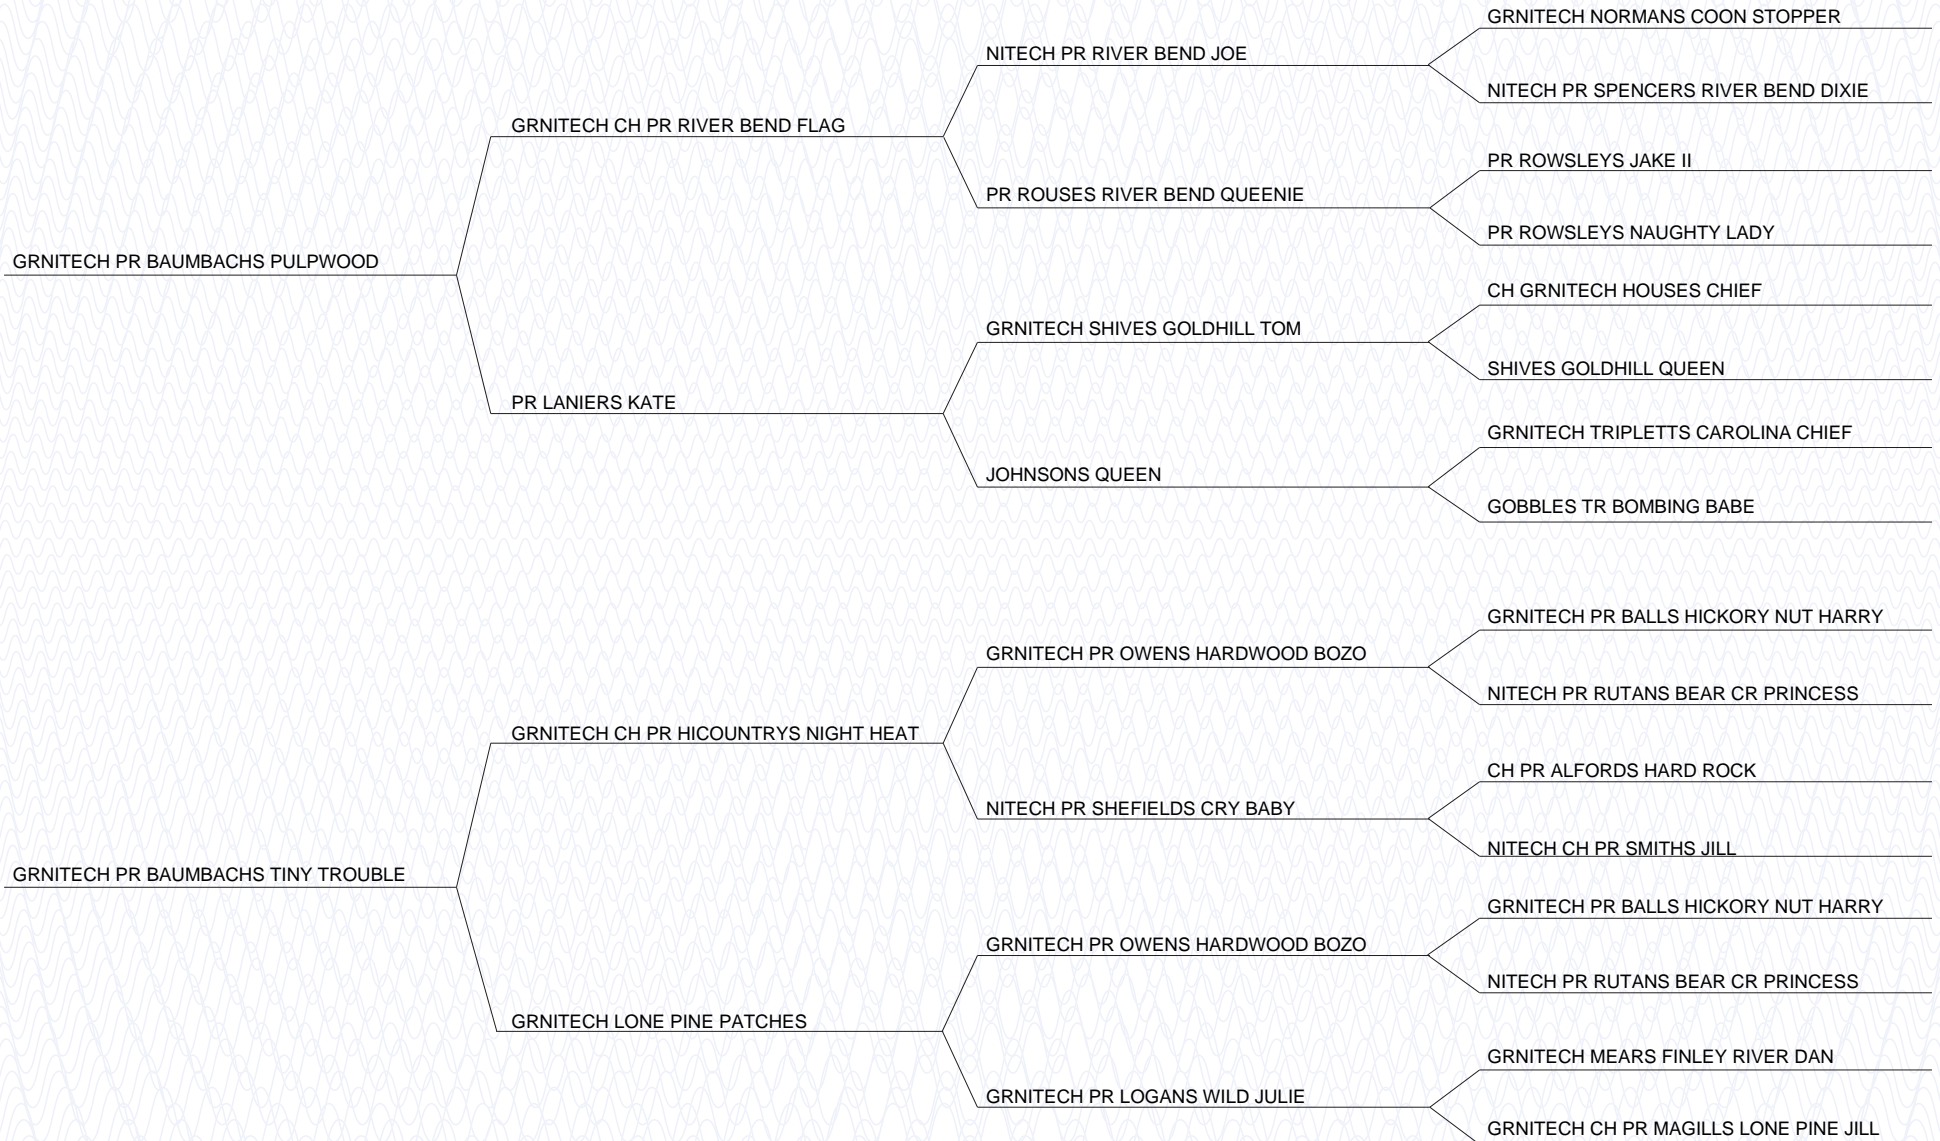 GRNITECH NORMANS COON STOPPER
NITECH PR RIVER BEND JOE
NITECH PR SPENCERS RIVER BEND DIXIE
GRNITECH CH PR RIVER BEND FLAG
PR ROWSLEYS JAKE II
PR ROUSES RIVER BEND QUEENIE
PR ROWSLEYS NAUGHTY LADY
GRNITECH PR BAUMBACHS PULPWOOD
CH GRNITECH HOUSES CHIEF
GRNITECH SHIVES GOLDHILL TOM
SHIVES GOLDHILL QUEEN
PR LANIERS KATE
GRNITECH TRIPLETTS CAROLINA CHIEF
JOHNSONS QUEEN
GOBBLES TR BOMBING BABE
GRNITECH PR BALLS HICKORY NUT HARRY
GRNITECH PR OWENS HARDWOOD BOZO
NITECH PR RUTANS BEAR CR PRINCESS
GRNITECH CH PR HICOUNTRYS NIGHT HEAT
CH PR ALFORDS HARD ROCK
NITECH PR SHEFIELDS CRY BABY
NITECH CH PR SMITHS JILL
GRNITECH PR BAUMBACHS TINY TROUBLE
GRNITECH PR BALLS HICKORY NUT HARRY
GRNITECH PR OWENS HARDWOOD BOZO
NITECH PR RUTANS BEAR CR PRINCESS
GRNITECH LONE PINE PATCHES
GRNITECH MEARS FINLEY RIVER DAN
GRNITECH PR LOGANS WILD JULIE
GRNITECH CH PR MAGILLS LONE PINE JILL